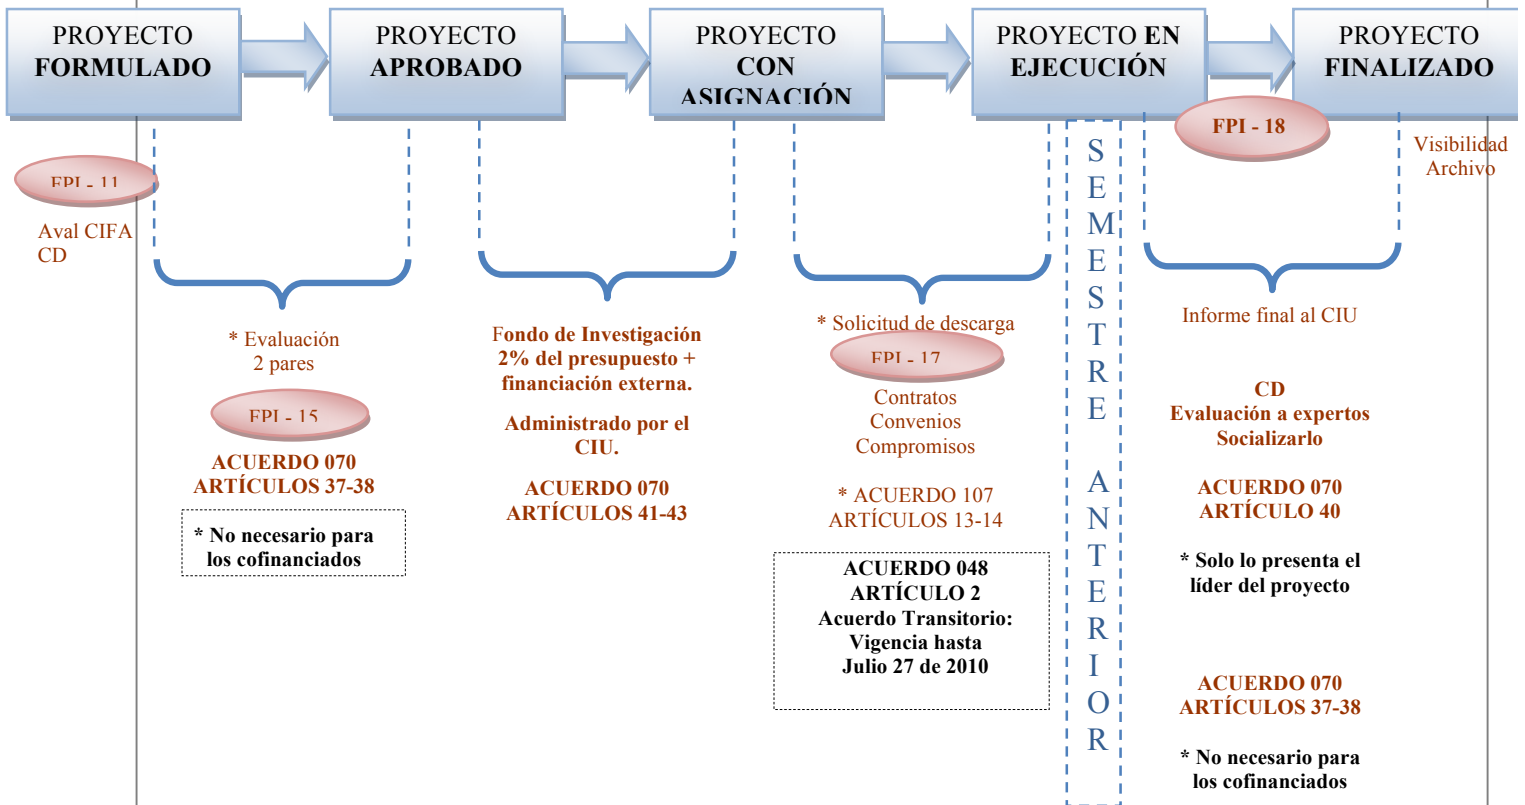 PROYECTO
FORMULADO
PROYECTO
APROBADO
PROYECTO
CON
ASIGNACIÓN
PROYECTO EN
EJECUCIÓN
PROYECTO
FINALIZADO
FPI - 11
Aval CIFA
CD
* Evaluación
2 pares
FPI - 15
ACUERDO 070
ARTÍCULOS 37-38
* No necesario para
los cofinanciados
Fondo de Investigación
2% del presupuesto +
financiación externa.
Administrado por el
CIU.
ACUERDO 070
ARTÍCULOS 41-43
* Solicitud de descarga
FPI - 17
Contratos
Convenios
Compromisos
* ACUERDO 107
ARTÍCULOS 13-14
ACUERDO 048
ARTÍCULO 2
Acuerdo Transitorio:
Vigencia hasta
Julio 27 de 2010
SEMESTRE ANTERIOR
FPI - 18
Informe final al CIU
CD
Evaluación a expertos
Socializarlo
ACUERDO 070
ARTÍCULO 40
* Solo lo presenta el
líder del proyecto
ACUERDO 070
ARTÍCULOS 37-38
* No necesario para
los cofinanciados
Visibilidad
Archivo